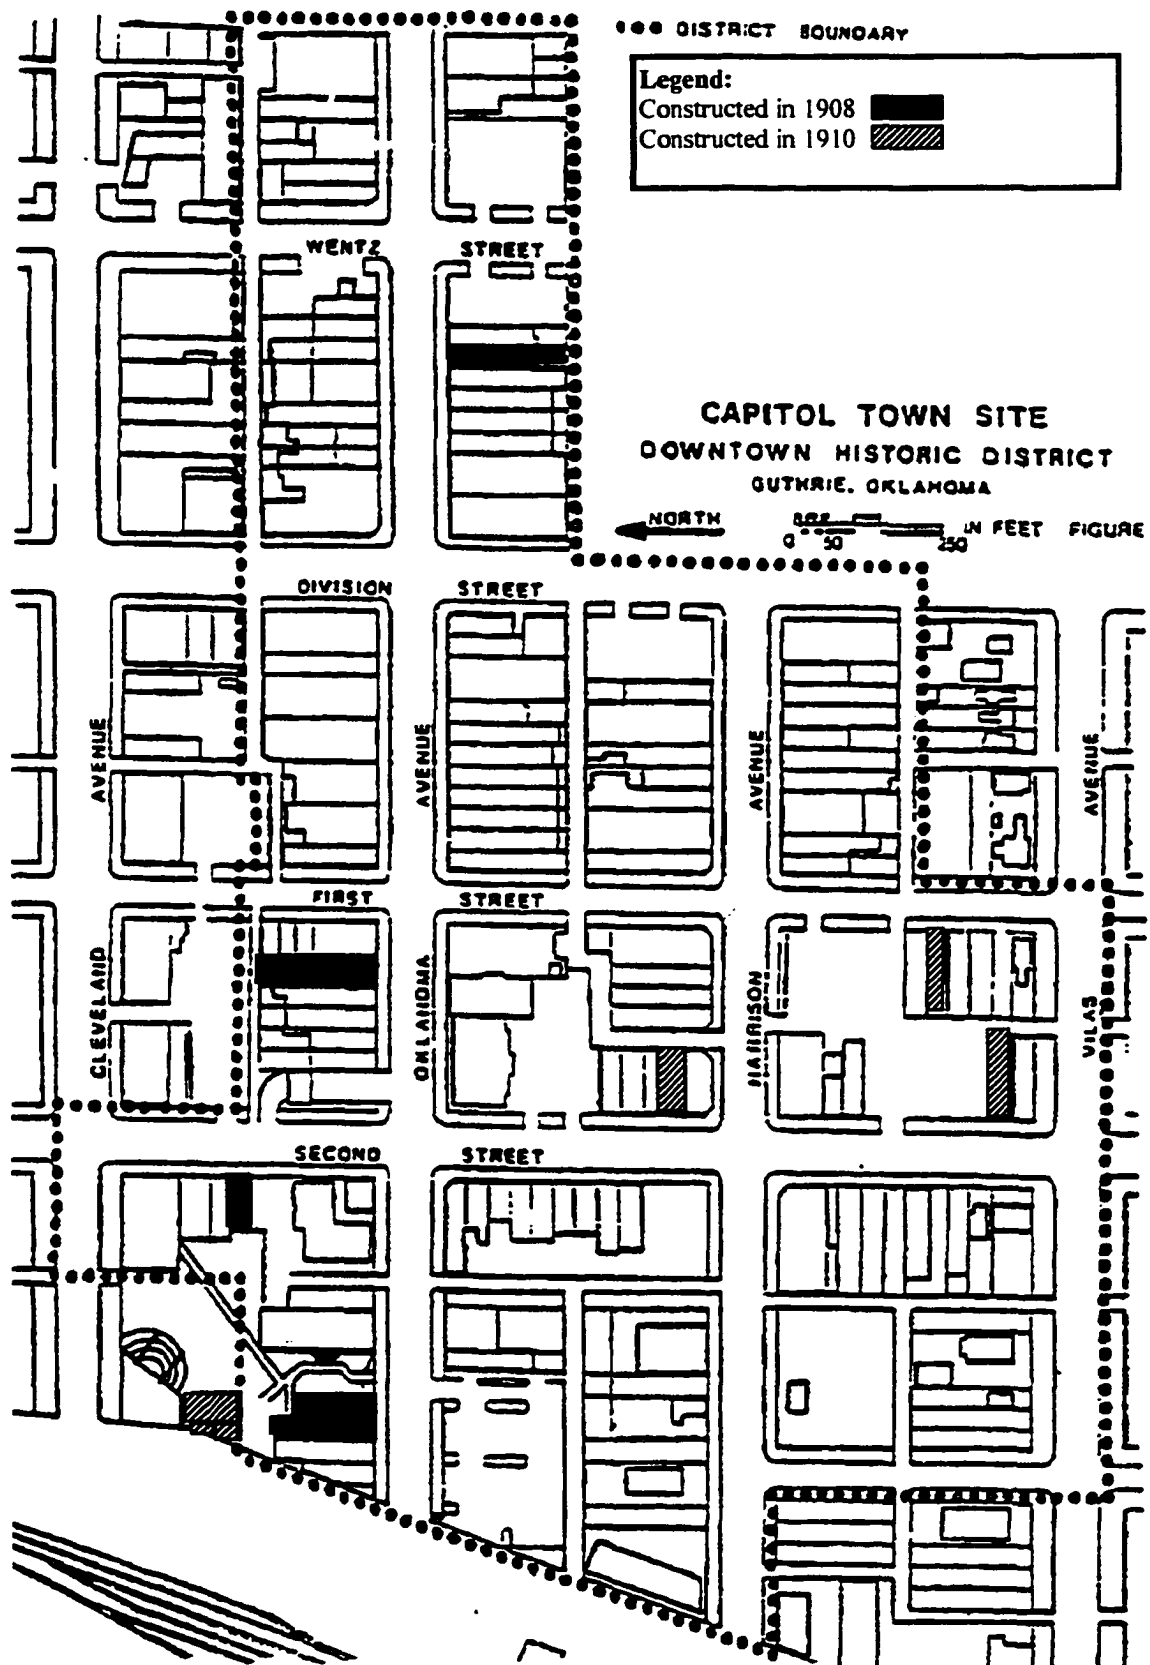 DISTRICT BOUNDARY
Legend:
Constructed in 1908
Constructed in 1910
WENTZ STREET
CAPITOL TOWN SITE
DOWNTOWN HISTORIC DISTRICT
GUTHRIE, OKLAHOMA
NORTH
0 50 250
IN FEET FIGURE
DIVISION STREET
AVENUE
AVENUE
AVENUE
AVENUE
FIRST STREET
CLEVELAND
OKLAHOMA
HARRISON
VILAS
SECOND STREET